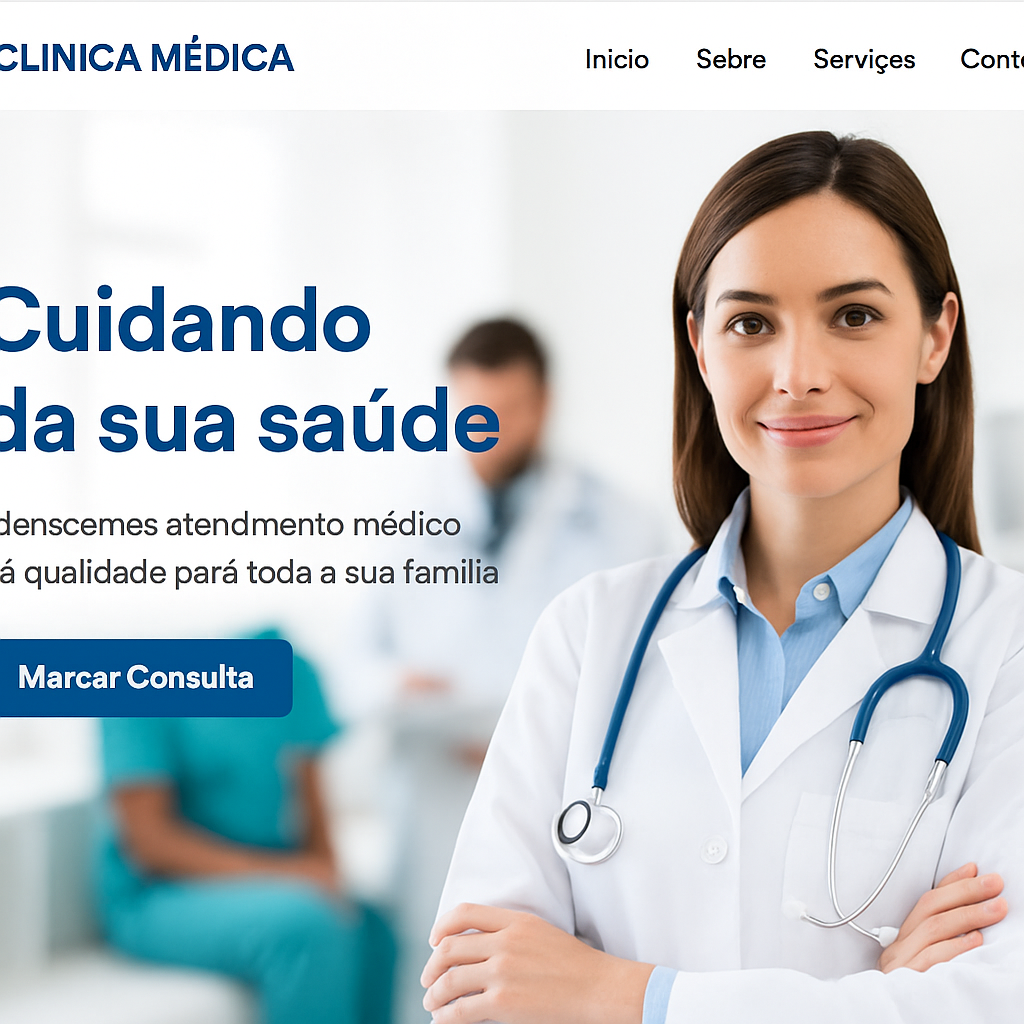 CLINICA MÉDICA
Inicio Sebre Serviçes Conte
Cuidando
da sua saúde
denscemes atendmento médico
á qualidade pará toda a sua familia
Marcar Consulta